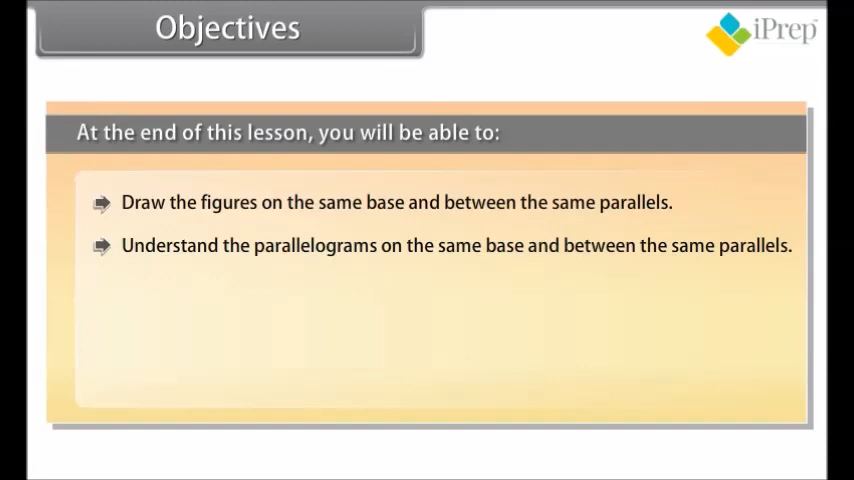 Objectives
iPrep™
At the end of this lesson, you will be able to:
Draw the figures on the same base and between the same parallels.
Understand the parallelograms on the same base and between the same parallels.